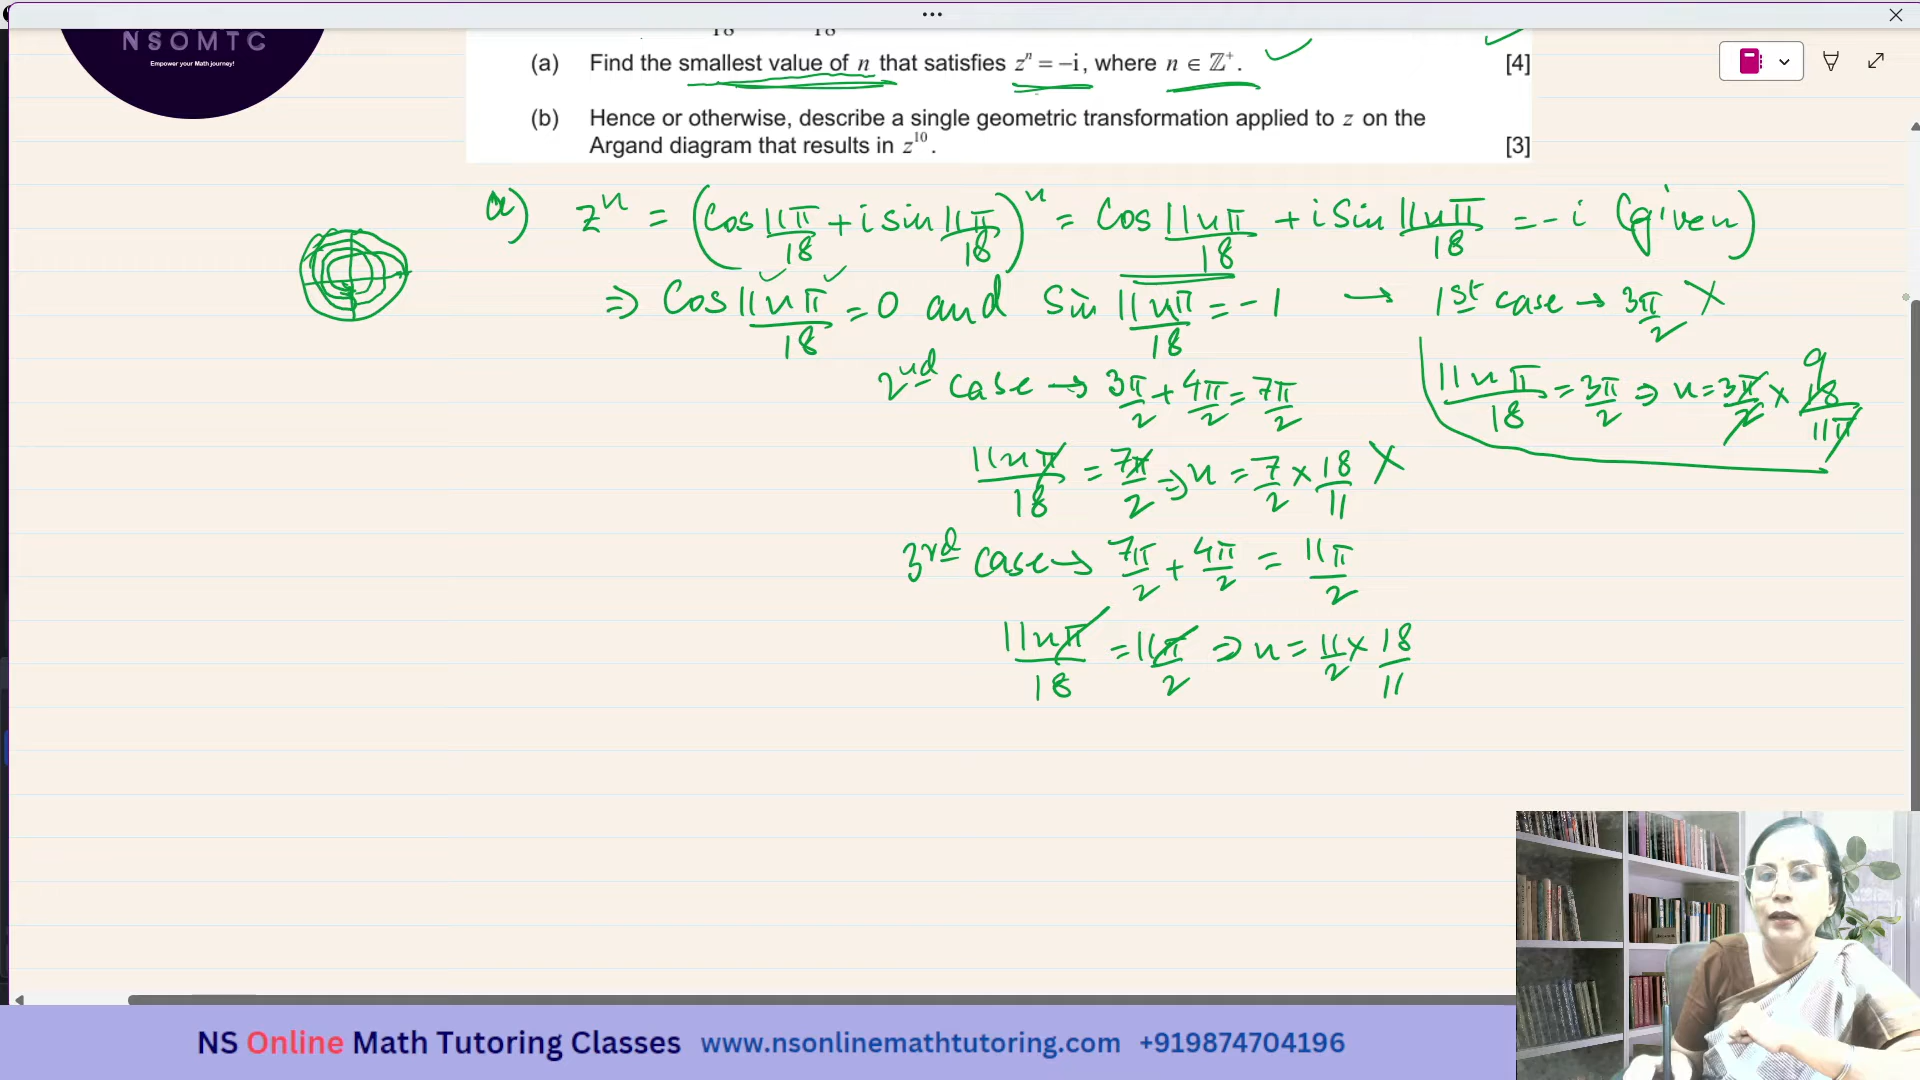 NSOMTC
Empower your Math journey!
18 18
(a) Find the smallest value of n that satisfies zⁿ = −i, where n ∈ ℤ⁺. ✓ [4]
(b) Hence or otherwise, describe a single geometric transformation applied to z on the
Argand diagram that results in z¹⁰. [3]
a) zⁿ = (Cos 11π/18 + i sin 11π/18)ⁿ = Cos 11nπ/18 + i Sin 11nπ/18 = −i (given)
⇒ Cos 11nπ/18 = 0 and Sin 11nπ/18 = −1 → 1st case → 3π/2 X
11nπ/18 = 3π/2 ⇒ n = 3π/2 × 18/11π 9
2nd case → 3π/2 + 4π/2 = 7π/2
11nπ/18 = 7π/2 ⇒ n = 7/2 × 18/11 X
3rd case → 7π/2 + 4π/2 = 11π/2
11nπ/18 = 11π/2 ⇒ n = 11/2 × 18/11
NS Online Math Tutoring Classes www.nsonlinemathtutoring.com +919874704196